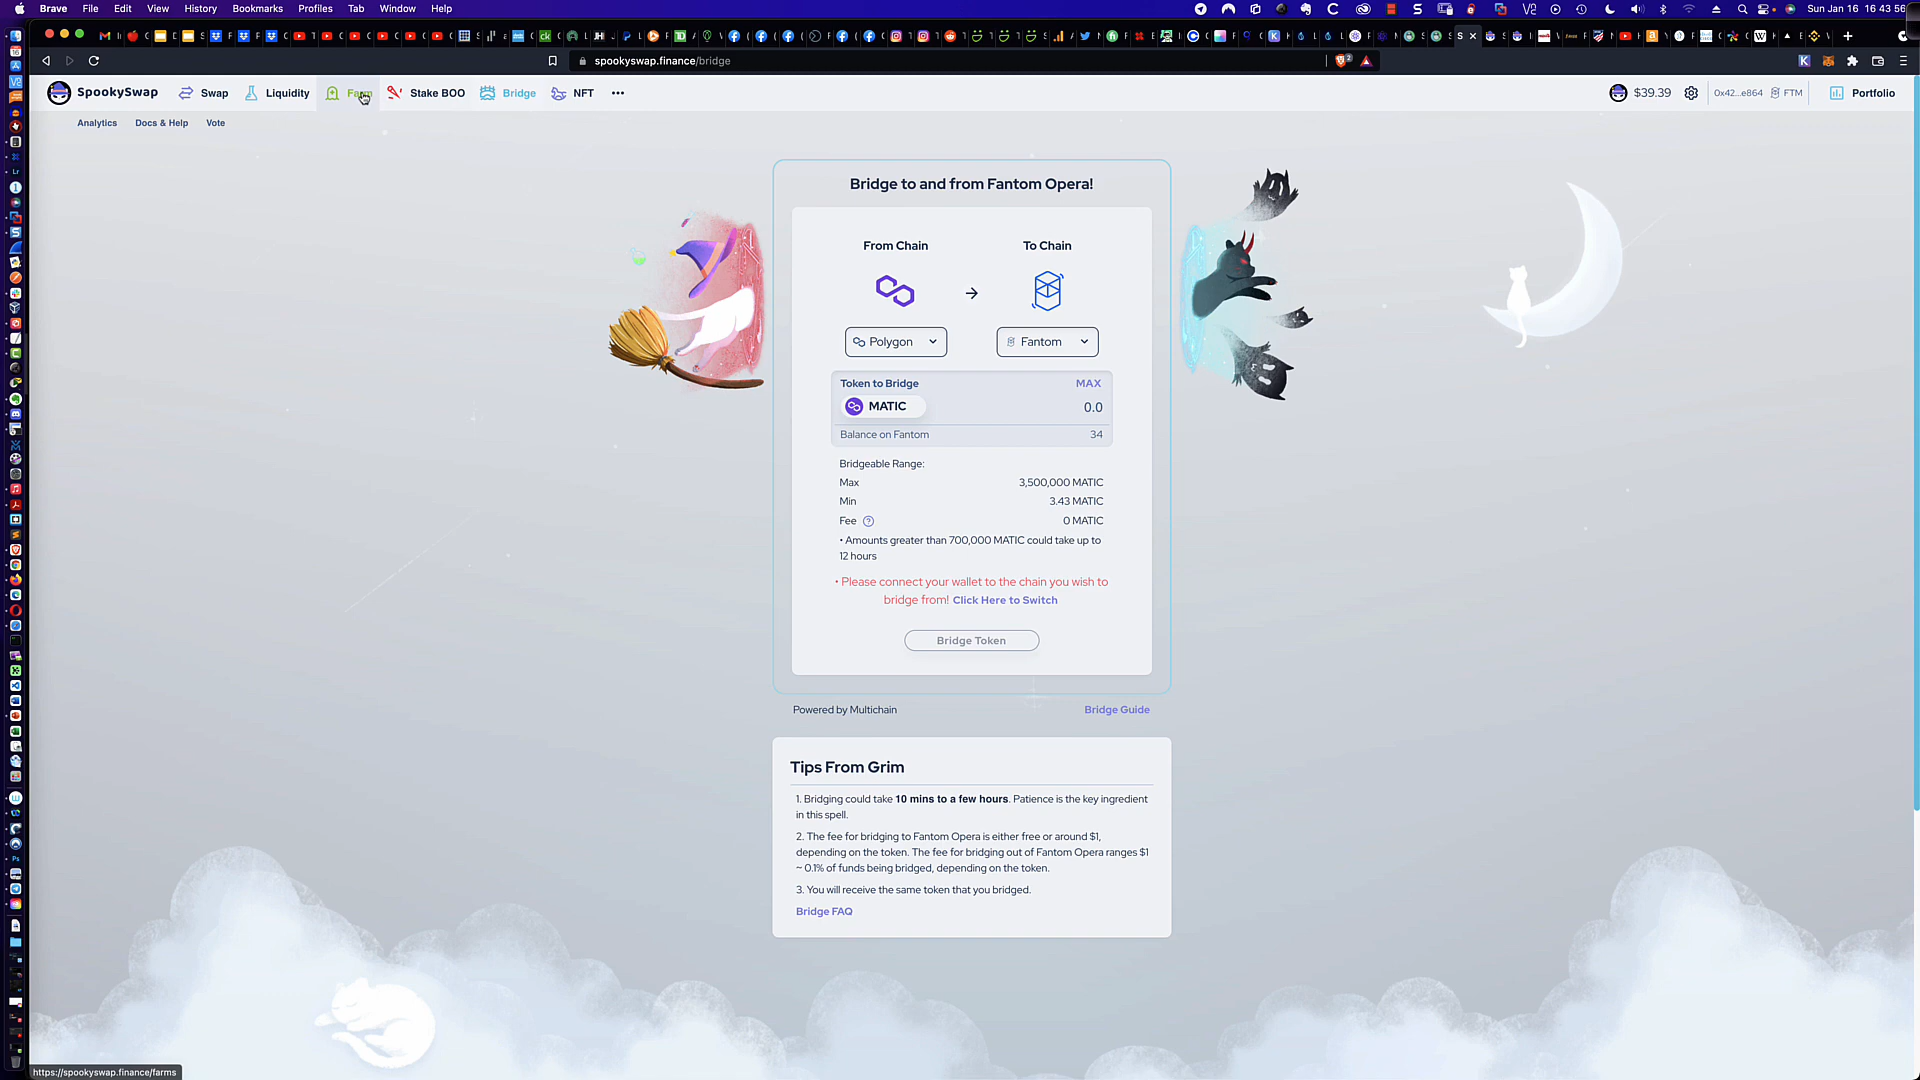 Brave File Edit View History Bookmarks Profiles Tab Window Help
Sun Jan 16 16 43 56
spookyswap.finance/bridge
SpookySwap Swap Liquidity Farm Stake BOO Bridge NFT
$39.39 0x42...e864 FTM Portfolio
Analytics Docs & Help Vote
Bridge to and from Fantom Opera!
From Chain To Chain
Polygon Fantom
Token to Bridge MAX
MATIC 0.0
Balance on Fantom 34
Bridgeable Range:
Max 3,500,000 MATIC
Min 3.43 MATIC
Fee 0 MATIC
• Amounts greater than 700,000 MATIC could take up to
12 hours
• Please connect your wallet to the chain you wish to
bridge from! Click Here to Switch
Bridge Token
Powered by Multichain Bridge Guide
Tips From Grim
1. Bridging could take 10 mins to a few hours. Patience is the key ingredient
in this spell.
2. The fee for bridging to Fantom Opera is either free or around $1,
depending on the token. The fee for bridging out of Fantom Opera ranges $1
~ 0.1% of funds being bridged, depending on the token.
3. You will receive the same token that you bridged.
Bridge FAQ
https://spookyswap.finance/farms